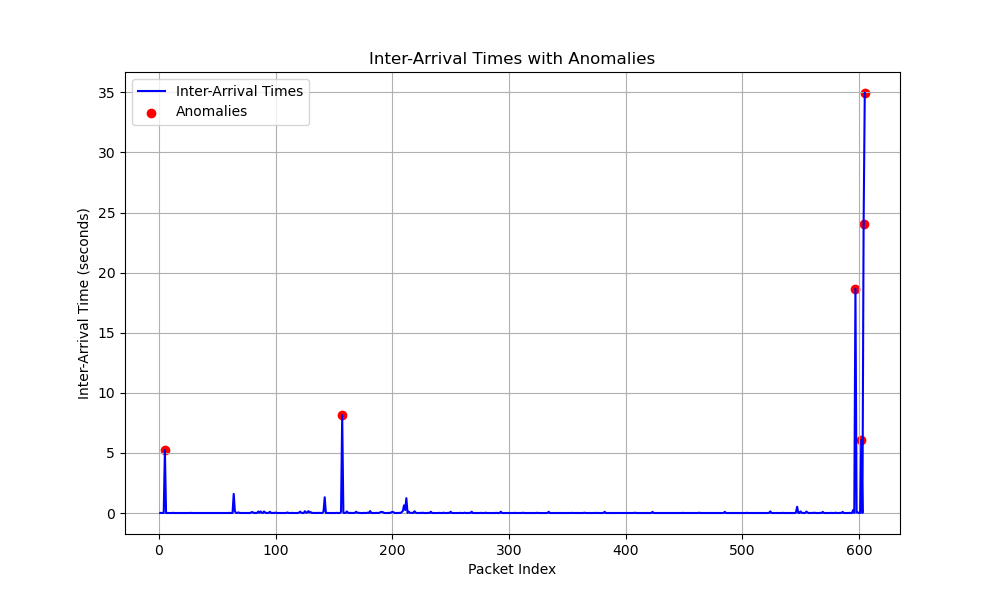 Inter-Arrival Times with Anomalies
Inter-Arrival Times
Anomalies
Inter-Arrival Time (seconds)
35
30
25
20
15
10
5
0
0 100 200 300 400 500 600
Packet Index